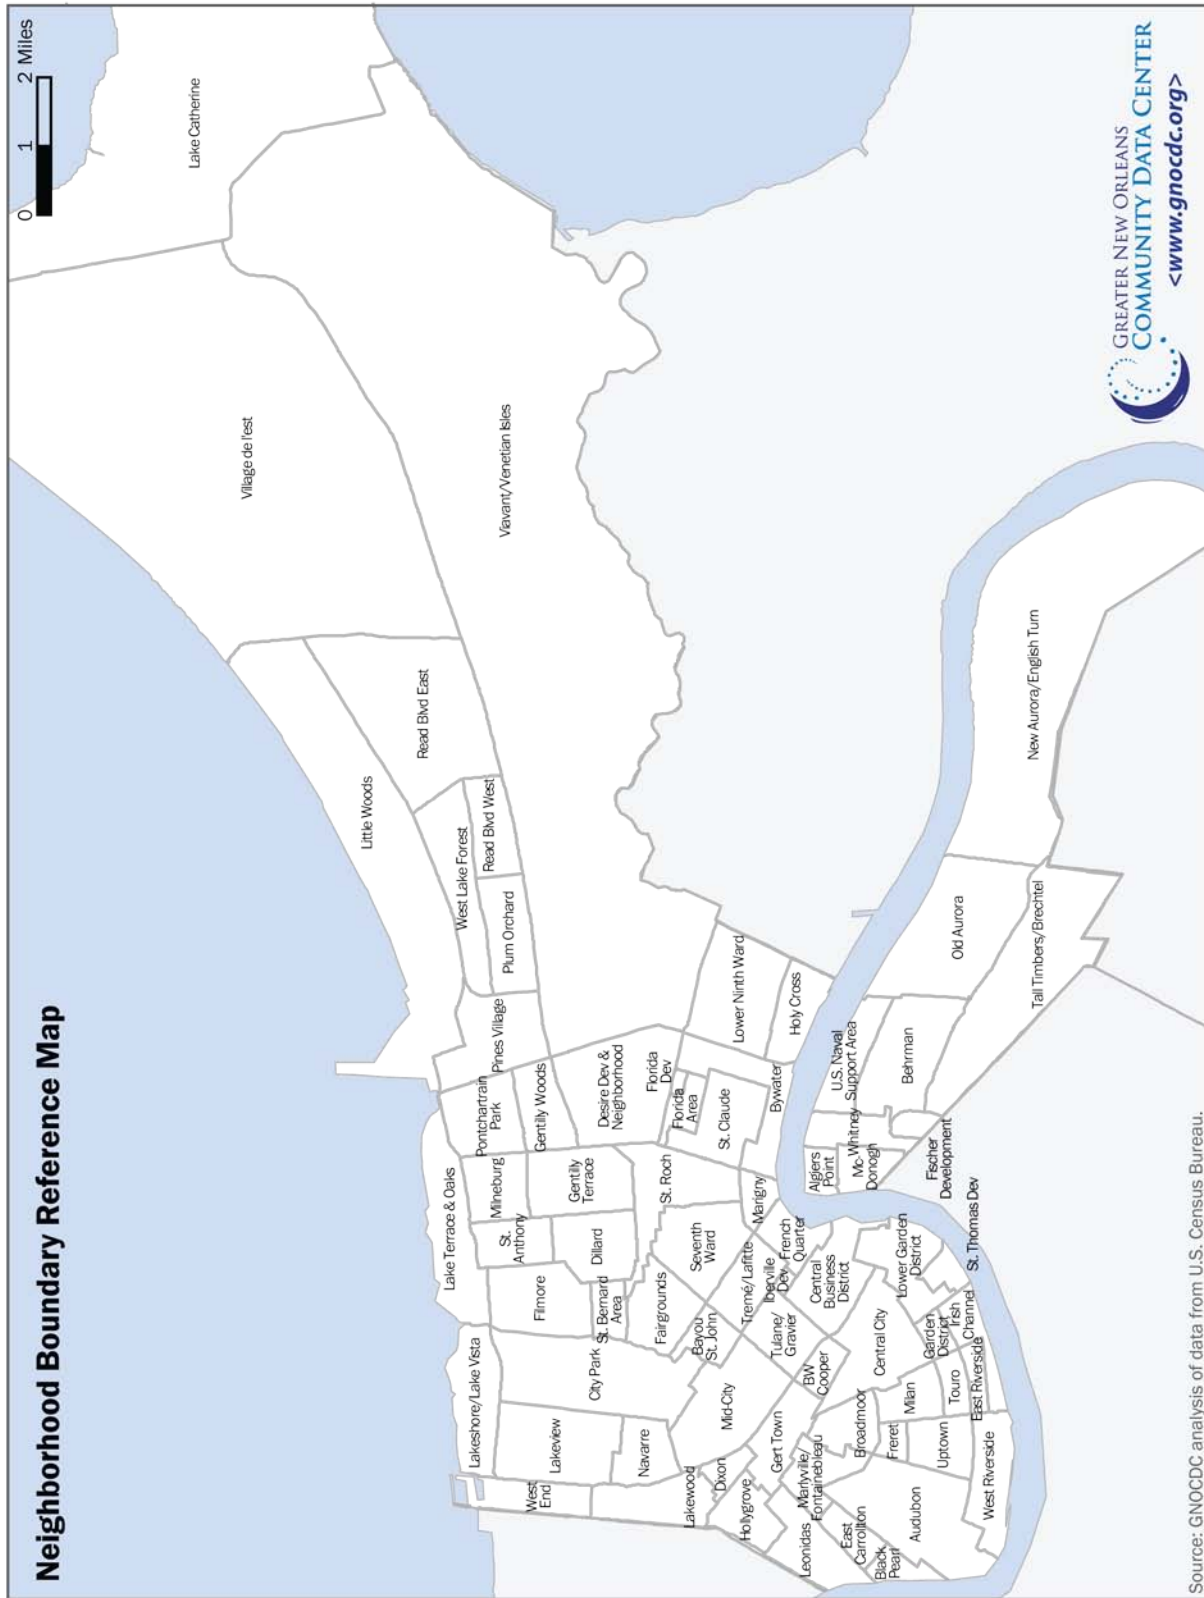 Neighborhood Boundary Reference Map
0 1 2 Miles
Lake Catherine
Village de l'est
Viavant/Venetian Isles
Little Woods
Read Blvd East
West Lake Forest
Read Blvd West
Plum Orchard
Pines Village
Lake Terrace & Oaks
Pontchartrain
Park
Gentilly Woods
Milneburg
Gentilly
Terrace
St.
Anthony
Dillard
Filmore
St. Bernard
Area
Lakeshore/Lake Vista
City Park
Lakeview
West
End
Navarre
Lakewood
Desire Dev &
Neighborhood
Florida
Dev
Florida
Area
St. Claude
Lower Ninth Ward
Holy Cross
Bywater
St. Roch
Marigny
Seventh
Ward
Fairgrounds
Bayou
St. John
Tremé/Lafitte
Iberville
Dev
French
Quarter
Central
Business
District
Tulane/
Gravier
Mid-City
BW
Cooper
Gert Town
Dixon
Hollygrove
Leonidas
Marlyville/
Fontainebleau
East
Carrollton
Black
Pearl
Audubon
Broadmoor
Freret
Milan
Uptown
Touro
West Riverside
East Riverside
Central City
Garden
District
Irish
Channel
Lower Garden
District
St. Thomas Dev
Algiers
Point
Mc-
Donogh
Whitney
U.S. Naval
Support Area
Behrman
Fischer
Development
Old Aurora
Tall Timbers/Brechtel
New Aurora/English Turn
GREATER NEW ORLEANS
COMMUNITY DATA CENTER
<www.gnocdc.org>
Source: GNOCDC analysis of data from U.S. Census Bureau.